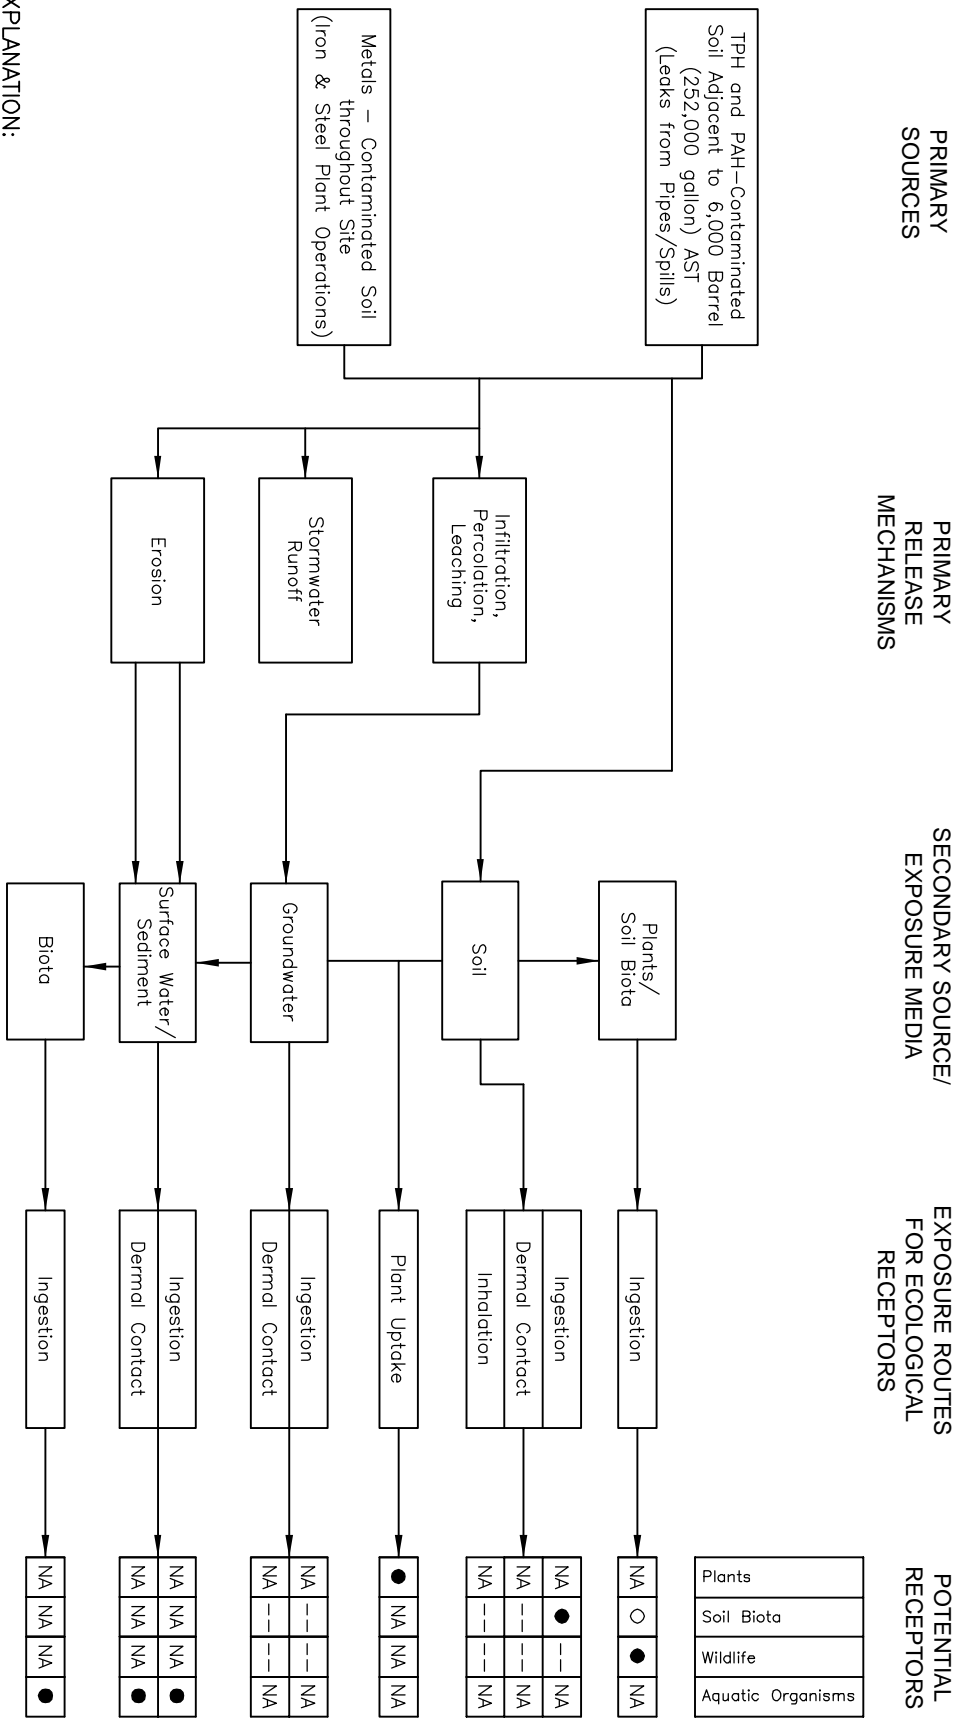 PRIMARY
SOURCES
PRIMARY
RELEASE
MECHANISMS
SECONDARY SOURCE/
EXPOSURE MEDIA
EXPOSURE ROUTES
FOR ECOLOGICAL
RECEPTORS
POTENTIAL
RECEPTORS
TPH and PAH-Contaminated
Soil Adjacent to 6,000 Barrel
(252,000 gallon) AST
(Leaks from Pipes/Spills)
Metals - Contaminated Soil
throughout Site
(Iron & Steel Plant Operations)
Infiltration,
Percolation,
Leaching
Stormwater
Runoff
Erosion
Plants/
Soil Biota
Soil
Groundwater
Surface Water/
Sediment
Biota
Ingestion
Ingestion
Dermal Contact
Inhalation
Plant Uptake
Ingestion
Dermal Contact
Ingestion
Dermal Contact
Ingestion
Plants
Soil Biota
Wildlife
Aquatic Organisms
NA ○ ● NA
NA ● -- NA
NA -- -- NA
NA -- -- NA
● NA NA NA
NA -- -- NA
NA -- -- NA
NA NA NA ●
NA NA NA ●
NA NA NA ●
XPLANATION: